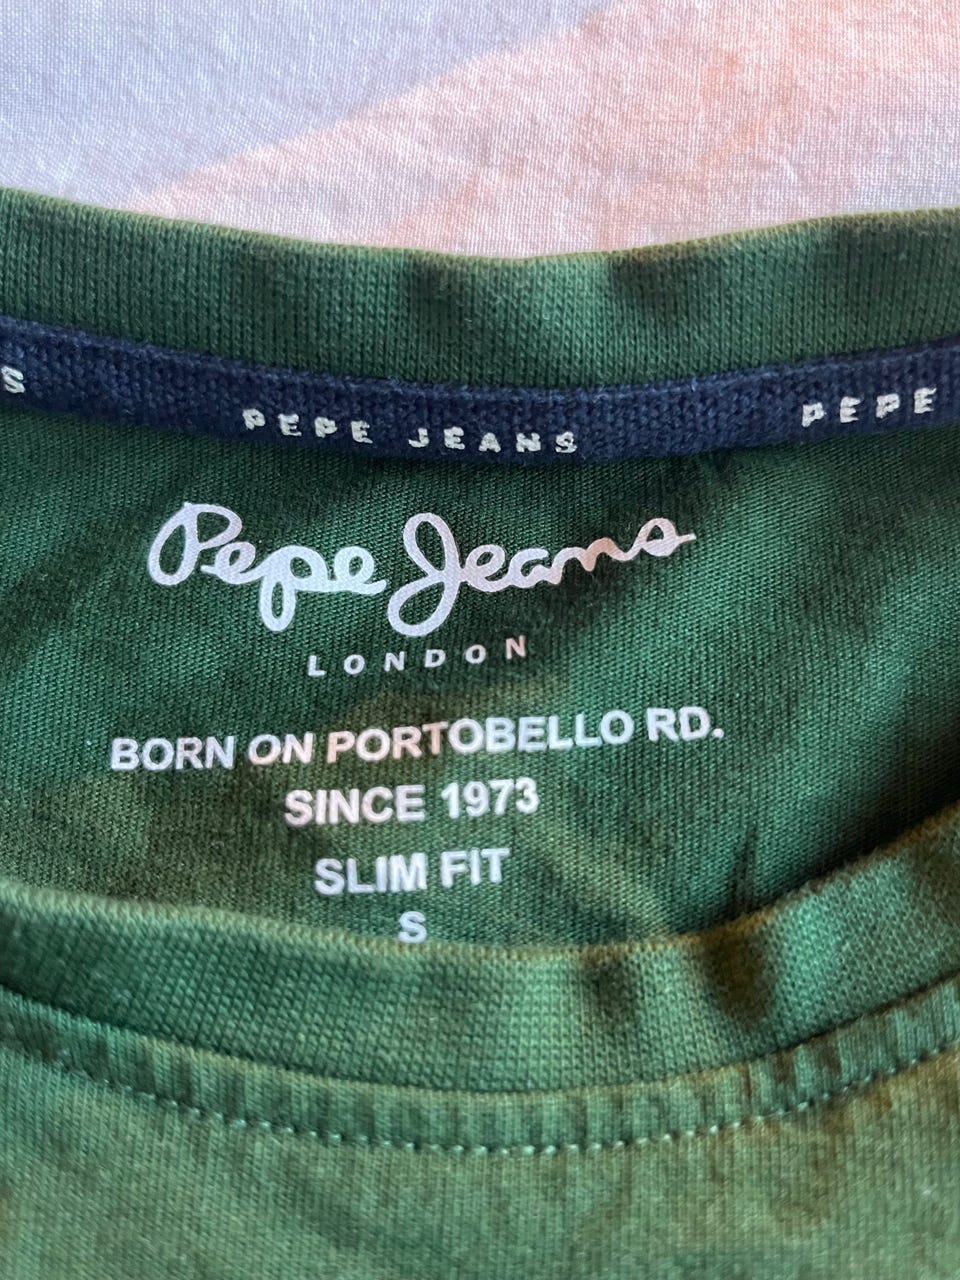 S PEPE JEANS PEPE
Pepe Jeans
LONDON
BORN ON PORTOBELLO RD.
SINCE 1973
SLIM FIT
S